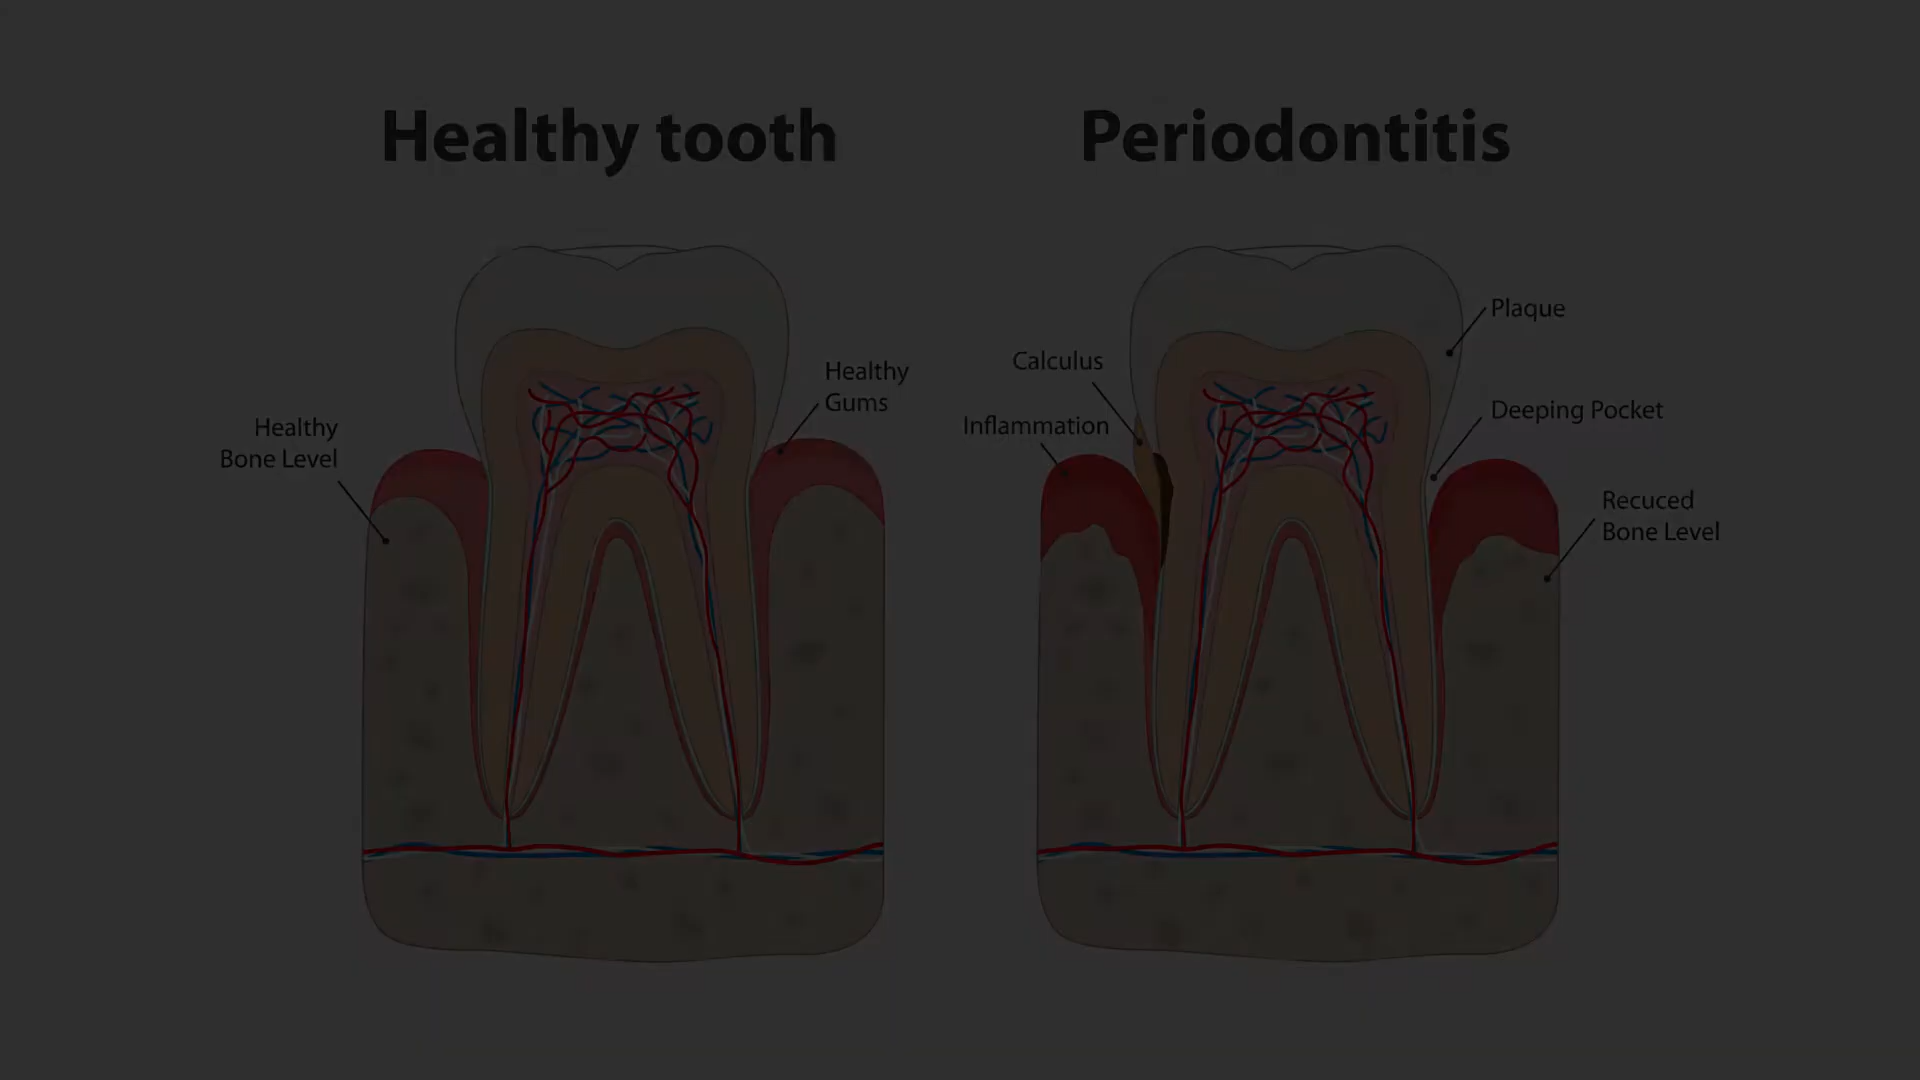 Healthy tooth
Periodontitis
Healthy
Bone Level
Healthy
Gums
Calculus
Inflammation
Plaque
Deeping Pocket
Recuced
Bone Level